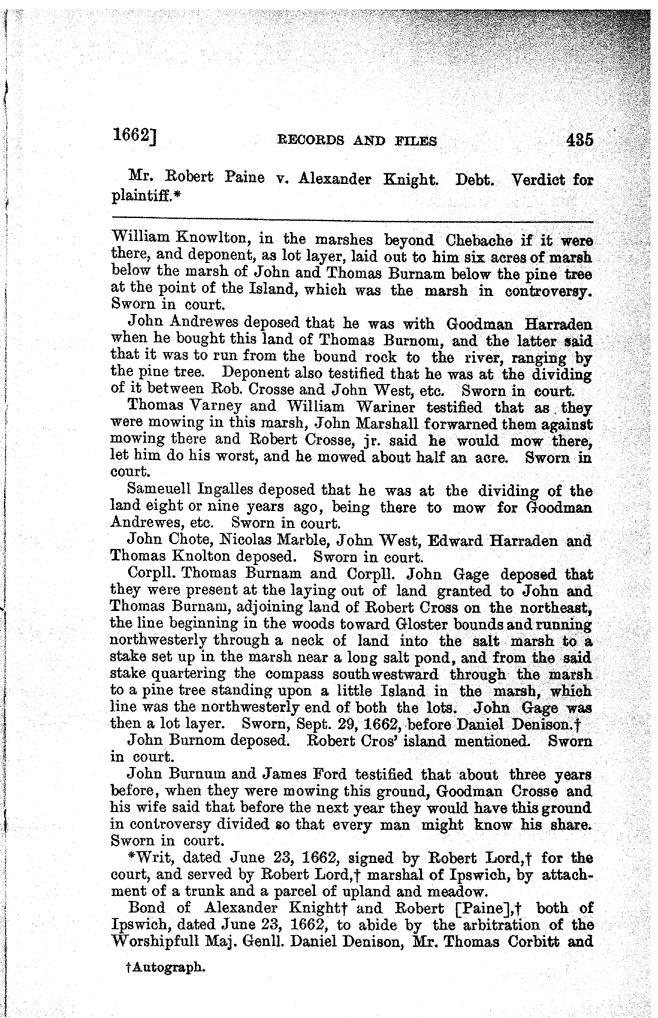 1662]
RECORDS AND FILES
435
Mr. Robert Paine v. Alexander Knight. Debt. Verdict for
plaintiff.*
William Knowlton, in the marshes beyond Chebache if it were
there, and deponent, as lot layer, laid out to him six acres of marsh
below the marsh of John and Thomas Burnam below the pine tree
at the point of the Island, which was the marsh in controversy.
Sworn in court.
John Andrewes deposed that he was with Goodman Harraden
when he bought this land of Thomas Burnom, and the latter said
that it was to run from the bound rock to the river, ranging by
the pine tree. Deponent also testified that he was at the dividing
of it between Rob. Crosse and John West, etc. Sworn in court.
Thomas Varney and William Wariner testified that as they
were mowing in this marsh, John Marshall forwarned them against
mowing there and Robert Crosse, jr. said he would mow there,
let him do his worst, and he mowed about half an acre. Sworn in
court.
Sameuell Ingalles deposed that he was at the dividing of the
land eight or nine years ago, being there to mow for Goodman
Andrewes, etc. Sworn in court.
John Chote, Nicolas Marble, John West, Edward Harraden and
Thomas Knolton deposed. Sworn in court.
Corpll. Thomas Burnam and Corpll. John Gage deposed that
they were present at the laying out of land granted to John and
Thomas Burnam, adjoining land of Robert Cross on the northeast,
the line beginning in the woods toward Gloster bounds and running
northwesterly through a neck of land into the salt marsh to a
stake set up in the marsh near a long salt pond, and from the said
stake quartering the compass southwestward through the marsh
to a pine tree standing upon a little Island in the marsh, which
line was the northwesterly end of both the lots. John Gage was
then a lot layer. Sworn, Sept. 29, 1662, before Daniel Denison.†
John Burnom deposed. Robert Cros' island mentioned. Sworn
in court.
John Burnum and James Ford testified that about three years
before, when they were mowing this ground, Goodman Crosse and
his wife said that before the next year they would have this ground
in controversy divided so that every man might know his share.
Sworn in court.
*Writ, dated June 23, 1662, signed by Robert Lord,† for the
court, and served by Robert Lord,† marshal of Ipswich, by attach-
ment of a trunk and a parcel of upland and meadow.
Bond of Alexander Knight† and Robert [Paine],† both of
Ipswich, dated June 23, 1662, to abide by the arbitration of the
Worshipfull Maj. Genll. Daniel Denison, Mr. Thomas Corbitt and
†Autograph.